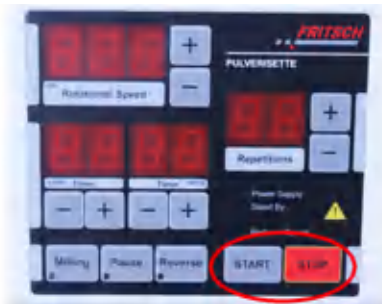 FRITSCH
PULVERISETTE
Rotational Speed
Repetitions
Power Supply
Stand By
Milling
Pause
Reverse
START
STOP